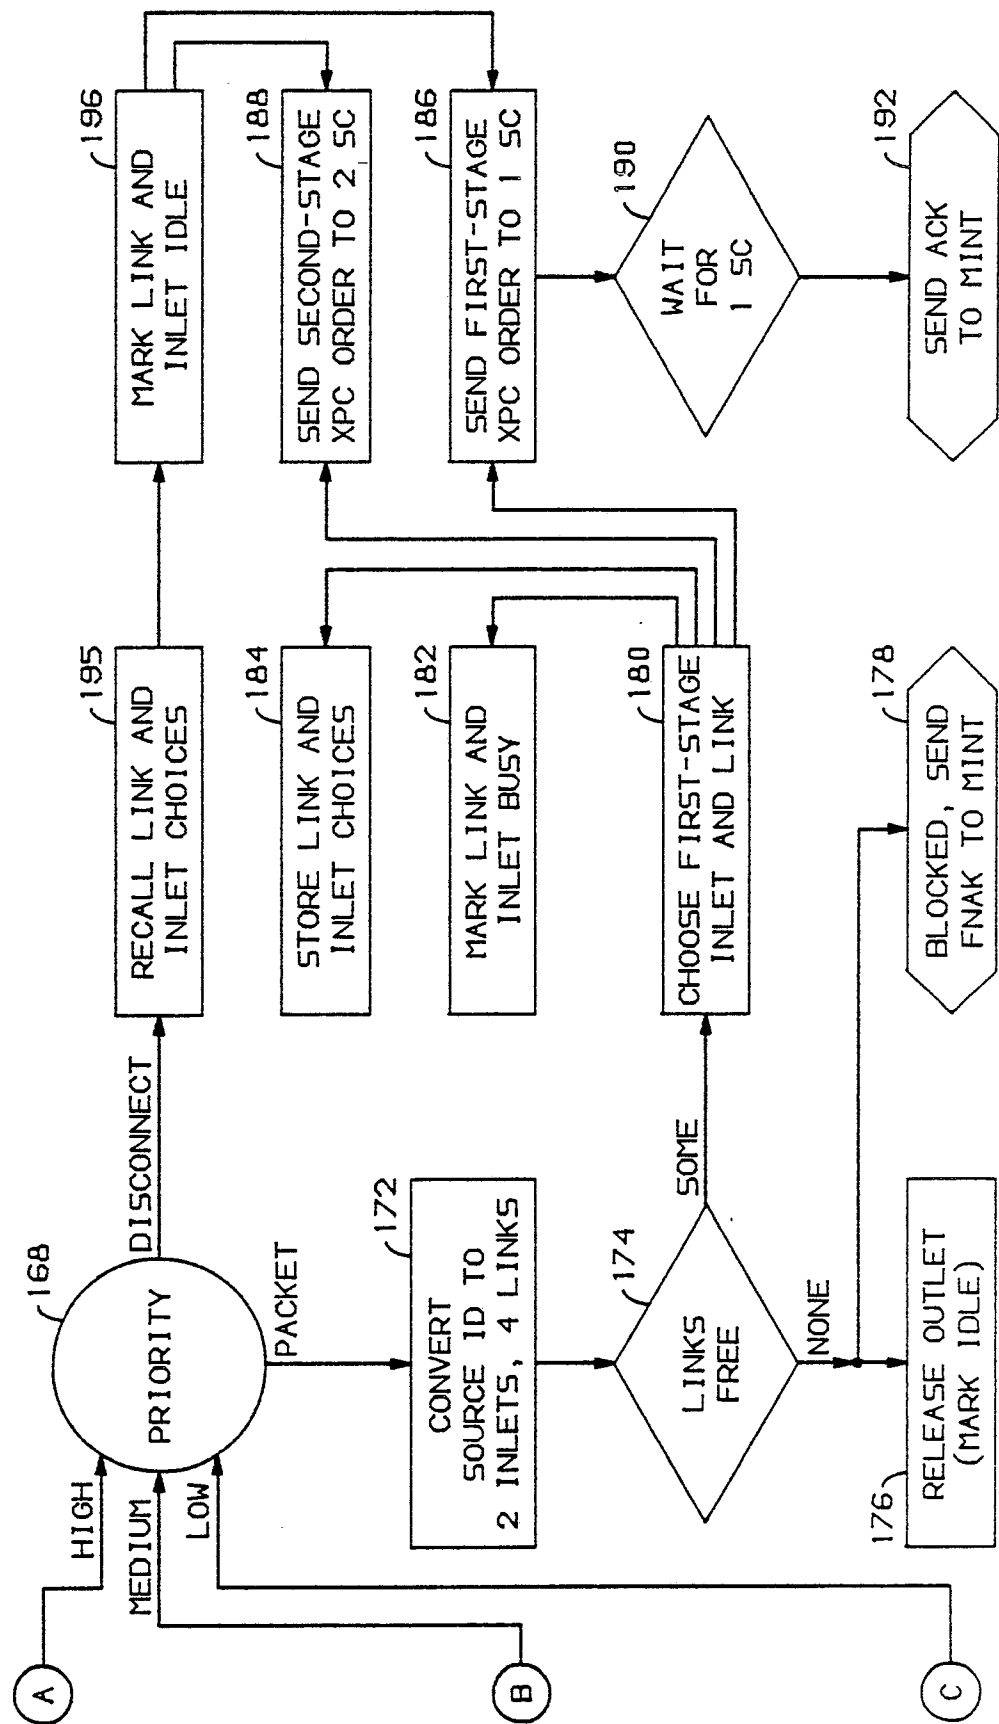 A
HIGH
MEDIUM
B
LOW
C
168
PRIORITY
DISCONNECT
PACKET
195
RECALL LINK AND
INLET CHOICES
196
MARK LINK AND
INLET IDLE
184
STORE LINK AND
INLET CHOICES
188
SEND SECOND-STAGE
XPC ORDER TO 2 SC
172
CONVERT
SOURCE ID TO
2 INLETS, 4 LINKS
182
MARK LINK AND
INLET BUSY
186
SEND FIRST-STAGE
XPC ORDER TO 1 SC
174
LINKS
FREE
SOME
NONE
180
CHOOSE FIRST-STAGE
INLET AND LINK
190
WAIT
FOR
1 SC
176
RELEASE OUTLET
(MARK IDLE)
178
BLOCKED, SEND
FNAK TO MINT
192
SEND ACK
TO MINT